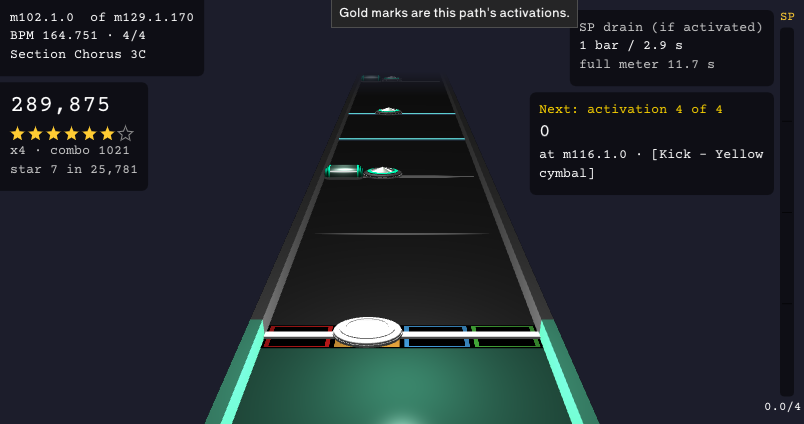 m102.1.0 of m129.1.170
BPM 164.751 · 4/4
Section Chorus 3C
289,875
x4 · combo 1021
star 7 in 25,781
Gold marks are this path's activations.
SP drain (if activated)
1 bar / 2.9 s
full meter 11.7 s
Next: activation 4 of 4
0
at m116.1.0 · [Kick - Yellow
cymbal]
SP
0.0/4